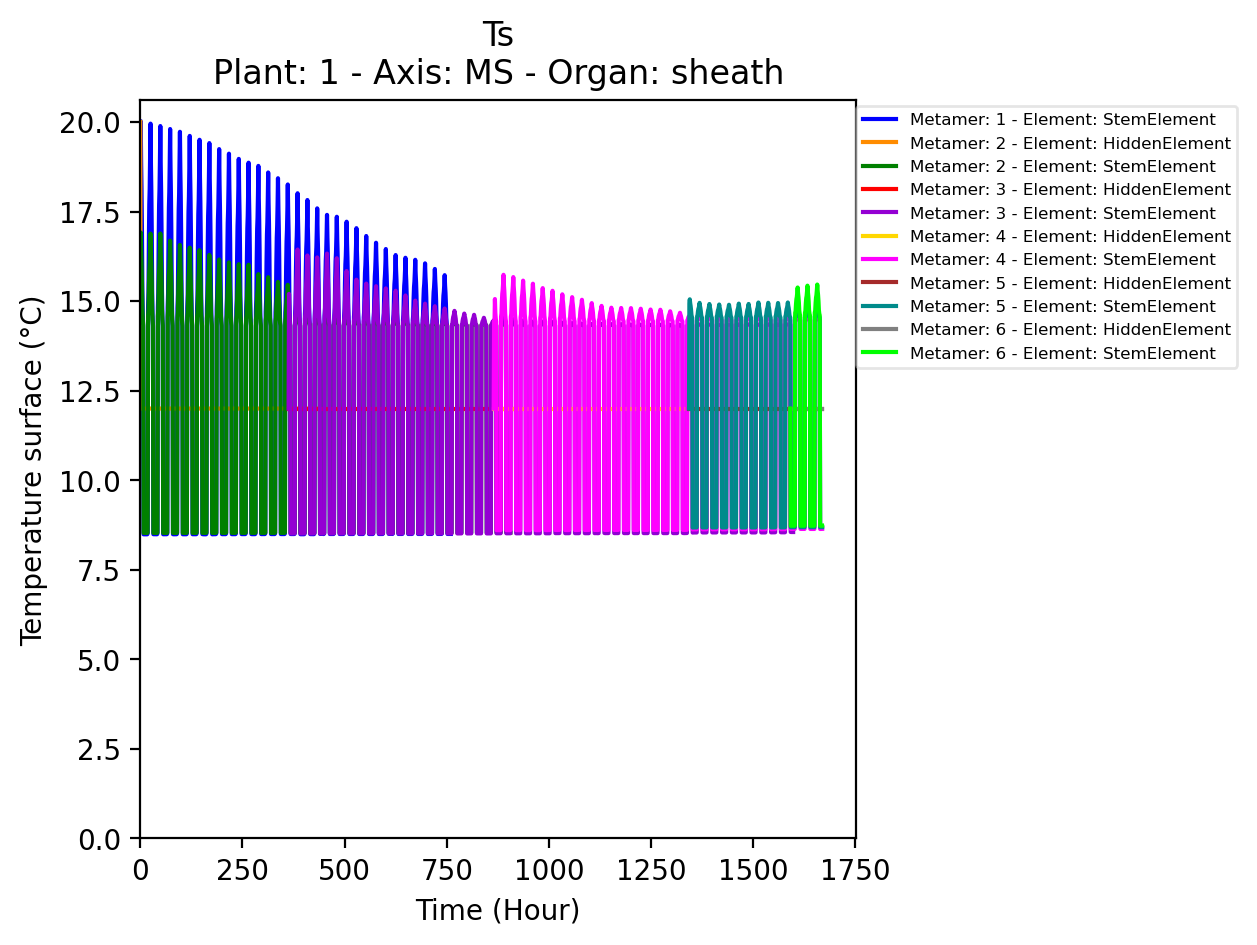 Ts
Plant: 1 - Axis: MS - Organ: sheath
20.0
17.5
15.0
12.5
10.0
7.5
5.0
2.5
0.0
Temperature surface (°C)
0 250 500 750 1000 1250 1500 1750
Time (Hour)
Metamer: 1 - Element: StemElement
Metamer: 2 - Element: HiddenElement
Metamer: 2 - Element: StemElement
Metamer: 3 - Element: HiddenElement
Metamer: 3 - Element: StemElement
Metamer: 4 - Element: HiddenElement
Metamer: 4 - Element: StemElement
Metamer: 5 - Element: HiddenElement
Metamer: 5 - Element: StemElement
Metamer: 6 - Element: HiddenElement
Metamer: 6 - Element: StemElement